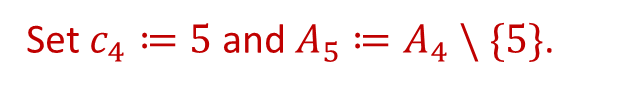 Set c₄ ≔ 5 and A₅ ≔ A₄ \ {5}.